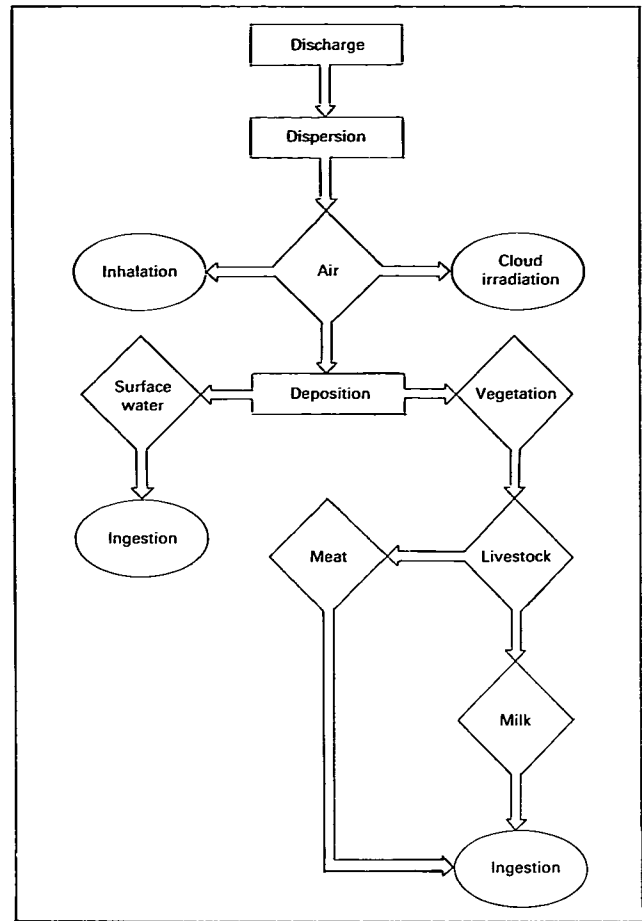 Discharge
Dispersion
Inhalation
Air
Cloud
irradiation
Surface
water
Deposition
Vegetation
Ingestion
Meat
Livestock
Milk
Ingestion